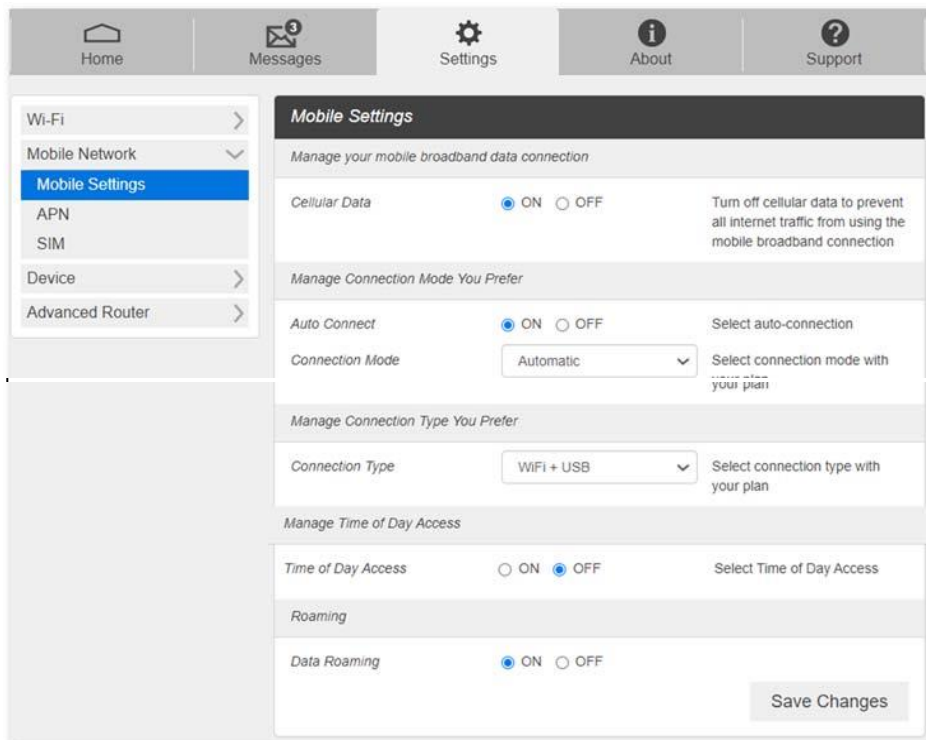 3
Home Messages Settings About Support
Wi-Fi
Mobile Network
Mobile Settings
APN
SIM
Device
Advanced Router
Mobile Settings
Manage your mobile broadband data connection
Cellular Data ON OFF Turn off cellular data to prevent
all internet traffic from using the
mobile broadband connection
Manage Connection Mode You Prefer
Auto Connect ON OFF Select auto-connection
Connection Mode Automatic Select connection mode with
your plan
Manage Connection Type You Prefer
Connection Type WiFi + USB Select connection type with
your plan
Manage Time of Day Access
Time of Day Access ON OFF Select Time of Day Access
Roaming
Data Roaming ON OFF
Save Changes